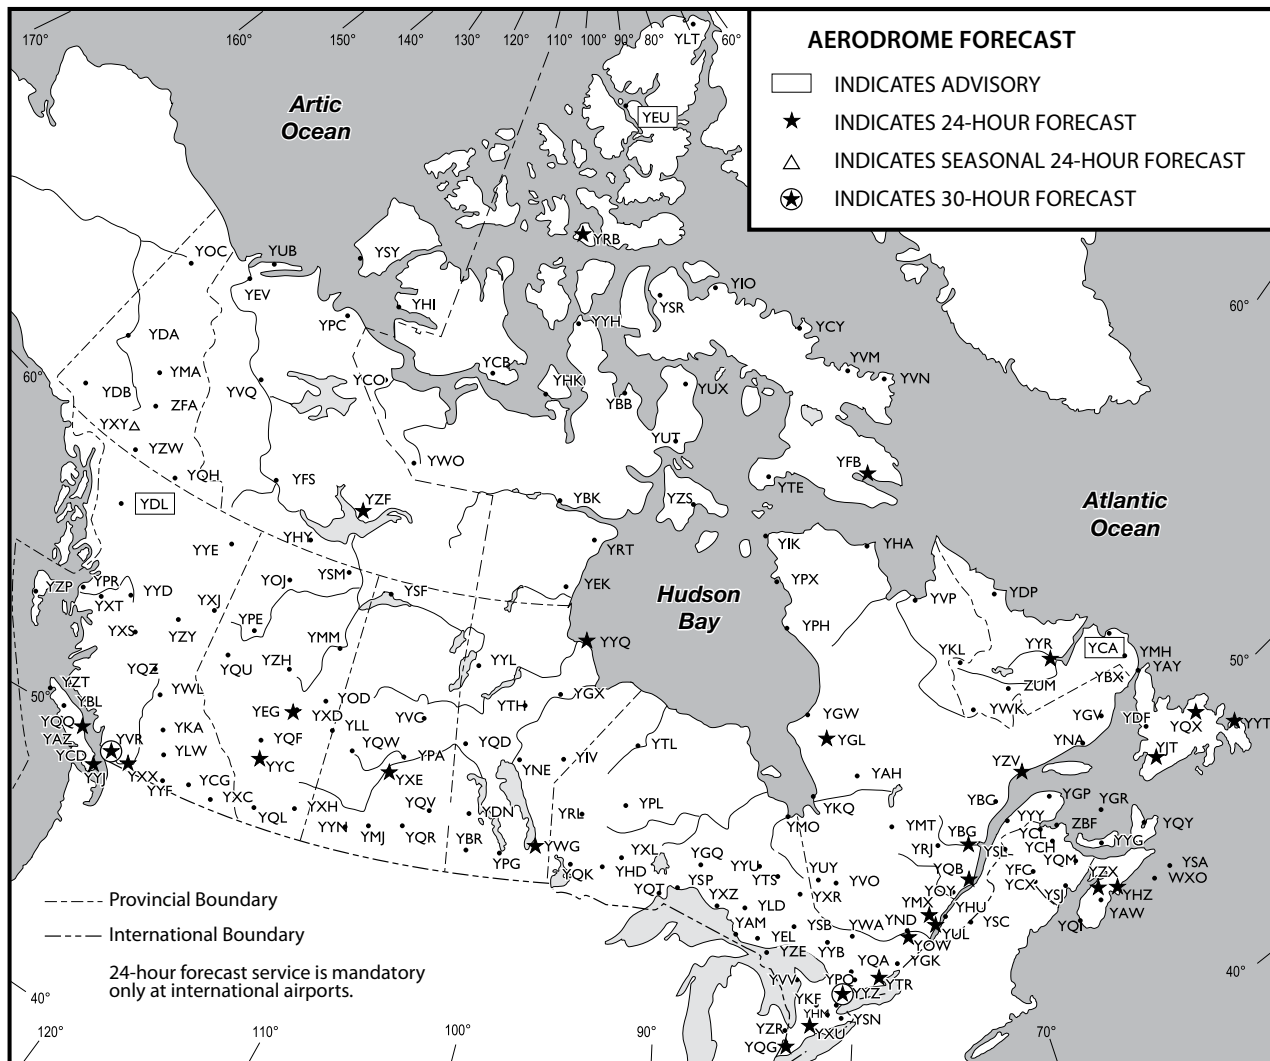 170°
160°
150°
140°
130°
120°
110°
100°
90°
80°
60°
YLT
AERODROME FORECAST
INDICATES ADVISORY
INDICATES 24-HOUR FORECAST
INDICATES SEASONAL 24-HOUR FORECAST
INDICATES 30-HOUR FORECAST
Artic
Ocean
YEU
YRB
YOC
YUB
YSY
YEV
YHI
YIO
YSR
60°
YPC
YYH
YCY
YDA
YVM
YCB
YMA
YVQ
YCO
YHK
YUX
YVN
60°
YDB
ZFA
YBB
YXY
YZW
YUT
YQH
YWO
YFB
YFS
YTE
YDL
YZF
YBK
YZS
Atlantic
Ocean
YYE
YHY
YRT
YIK
YHA
YOJ
YSM
YZP
YPR
YYD
YSF
YEK
YPX
Hudson
Bay
YVP
YDP
YXT
YXJ
YPE
YPH
YXS
YZY
YMM
YYQ
YYR
YCA
YMH
YQZ
YQU
YZH
YYL
YKL
YAY
50°
YZT
YWL
ZUM
YBX
50°
YBL
YEG
YOD
YXD
YVC
YTH
YGX
YGW
YWK
YGV
YDF
YQX
YYT
YQQ
YKA
YLL
YGL
YAZ
YVR
YQF
YQW
YQD
YTL
YNA
YJT
YCD
YLW
YYC
YPA
YNE
YIV
YZV
YYJ
YXX
YYF
YCG
YXE
YAH
YXC
YQL
YXH
YQV
YDN
YRL
YPL
YKQ
YBC
YGP
YGR
YYN
YMJ
YQR
YBR
YWG
YMO
YMT
YBG
YYY
YCL
ZBF
YQY
YYG
YPG
YXL
YGQ
YYU
YUY
YRJ
YSL
YCH
YQM
YQK
YHD
YSP
YTS
YVO
YQB
YFC
YZX
YSA
YQT
YXZ
YXR
YOY
YCX
YSJ
YHZ
WXO
YLD
YMX
YHU
YAW
YAM
YSB
YWA
YND
YSC
YQI
YEL
YUL
YOW
YZE
YYB
YQA
YGK
YVV
YPQ
YTR
40°
YKF
YYZ
YHN
YSN
YZR
YXU
YQG
Provincial Boundary
International Boundary
24-hour forecast service is mandatory
only at international airports.
40°
120°
110°
100°
90°
70°